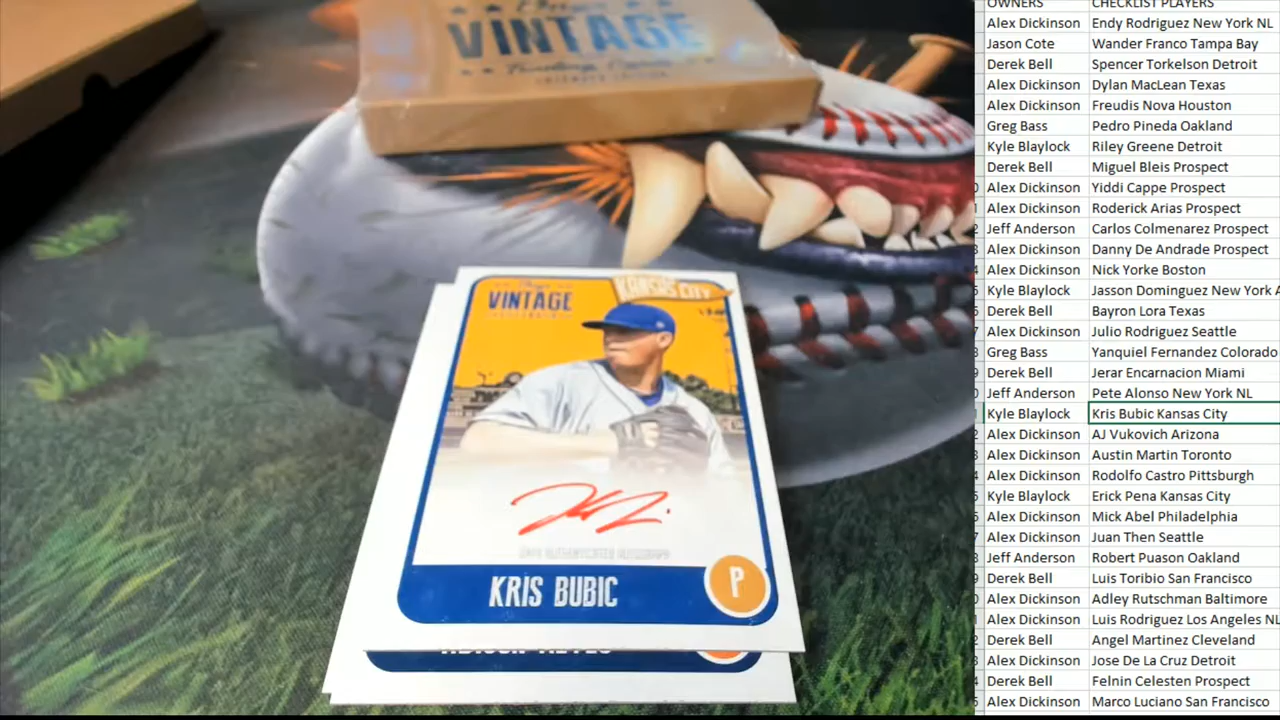 Onyx
VINTAGE
EXTENDED EDITION
Onyx
VINTAGE
KANSAS CITY
ONYX AUTHENTICATED AUTOGRAPH
KRIS BUBIC
P
OWNERS CHECKLIST PLAYERS
Alex Dickinson Endy Rodriguez New York NL
Jason Cote Wander Franco Tampa Bay
Derek Bell Spencer Torkelson Detroit
Alex Dickinson Dylan MacLean Texas
Alex Dickinson Freudis Nova Houston
Greg Bass Pedro Pineda Oakland
Kyle Blaylock Riley Greene Detroit
Derek Bell Miguel Bleis Prospect
Alex Dickinson Yiddi Cappe Prospect
Alex Dickinson Roderick Arias Prospect
Jeff Anderson Carlos Colmenarez Prospect
Alex Dickinson Danny De Andrade Prospect
Alex Dickinson Nick Yorke Boston
Kyle Blaylock Jasson Dominguez New York A
Derek Bell Bayron Lora Texas
Alex Dickinson Julio Rodriguez Seattle
Greg Bass Yanquiel Fernandez Colorado
Derek Bell Jerar Encarnacion Miami
Jeff Anderson Pete Alonso New York NL
Kyle Blaylock Kris Bubic Kansas City
Alex Dickinson AJ Vukovich Arizona
Alex Dickinson Austin Martin Toronto
Alex Dickinson Rodolfo Castro Pittsburgh
Kyle Blaylock Erick Pena Kansas City
Alex Dickinson Mick Abel Philadelphia
Alex Dickinson Juan Then Seattle
Jeff Anderson Robert Puason Oakland
Derek Bell Luis Toribio San Francisco
Alex Dickinson Adley Rutschman Baltimore
Alex Dickinson Luis Rodriguez Los Angeles NL
Derek Bell Angel Martinez Cleveland
Alex Dickinson Jose De La Cruz Detroit
Derek Bell Felnin Celesten Prospect
Alex Dickinson Marco Luciano San Francisco